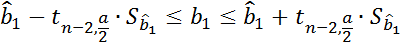 b̂₁ − t_{n−2,a/2} · S_{b̂₁} ≤ b₁ ≤ b̂₁ + t_{n−2,a/2} · S_{b̂₁}